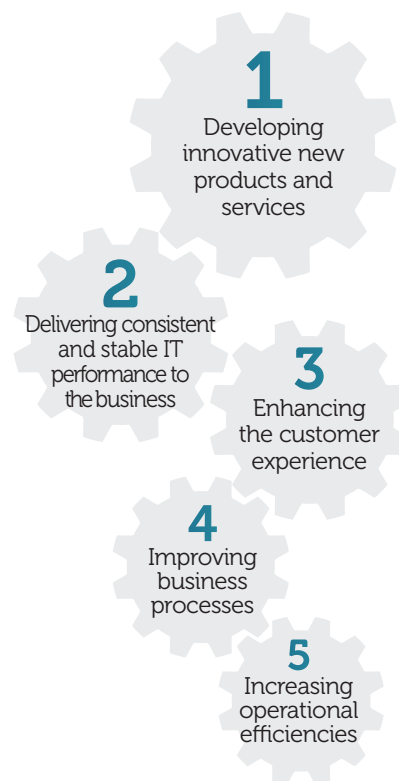 1
Developing
innovative new
products and
services
2
Delivering consistent
and stable IT
performance to
the business
3
Enhancing
the customer
experience
4
Improving
business
processes
5
Increasing
operational
efficiencies